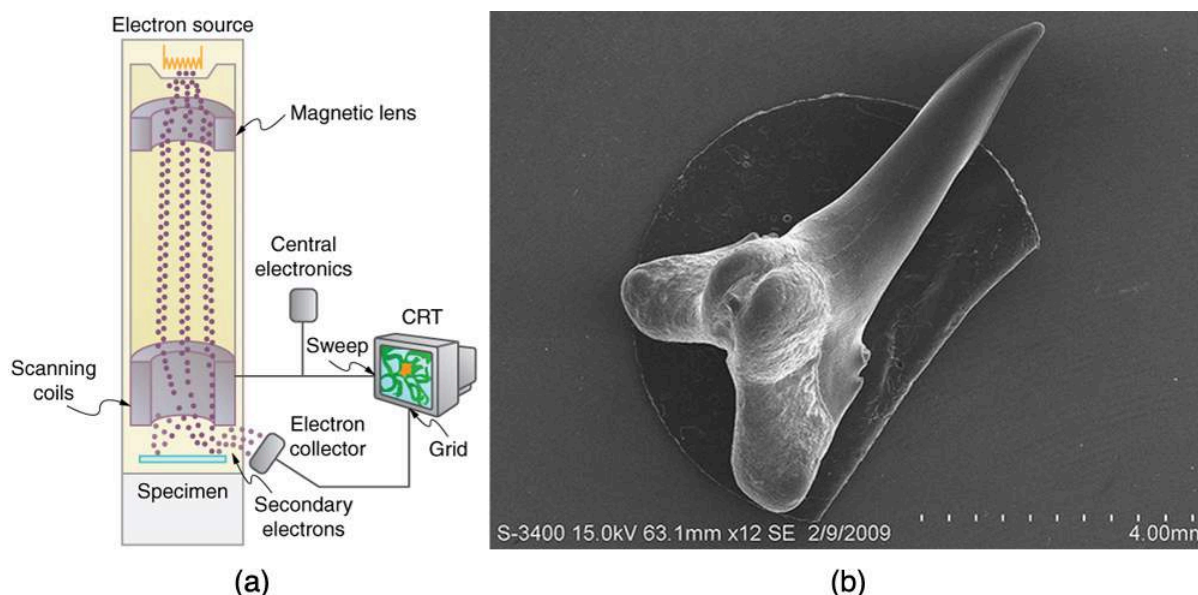 Electron source
Magnetic lens
Central
electronics
CRT
Sweep
Scanning
coils
Electron
collector
Grid
Specimen
Secondary
electrons
S-3400 15.0kV 63.1mm x12 SE 2/9/2009
4.00mm
(a)
(b)